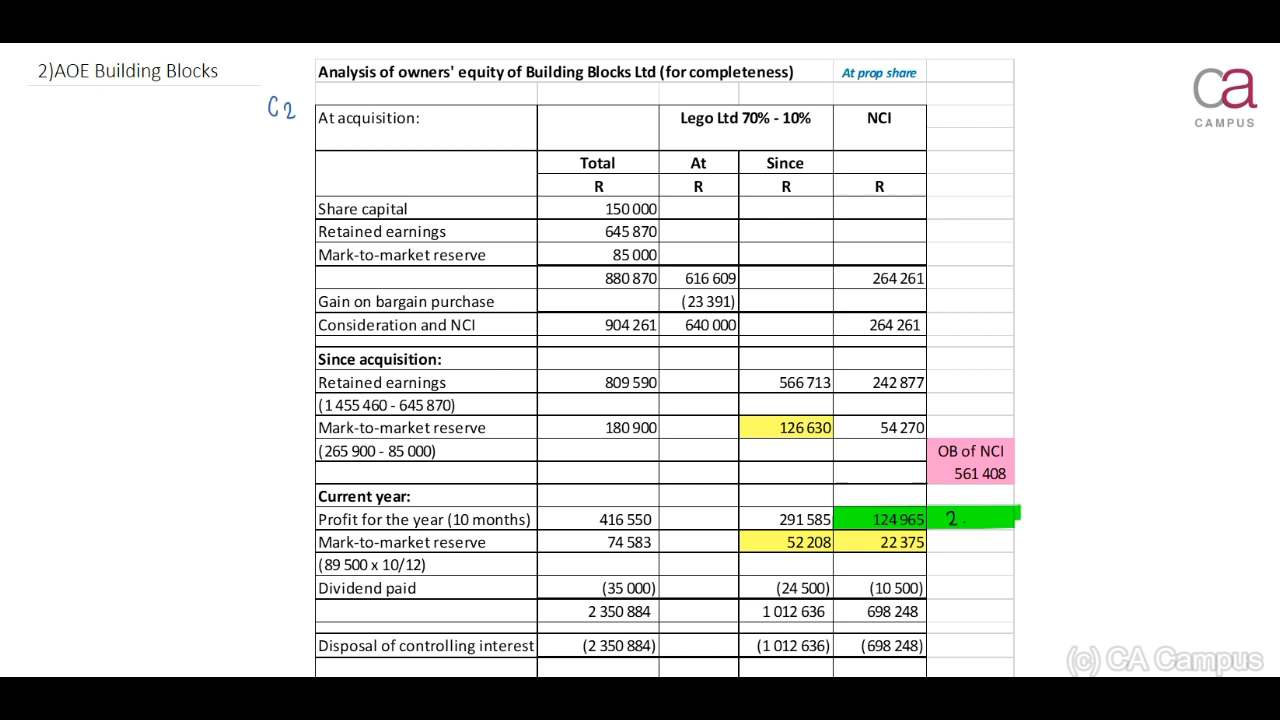 2)AOE Building Blocks
Analysis of owners' equity of Building Blocks Ltd (for completeness) At prop share
ca
CAMPUS
C2
At acquisition: Lego Ltd 70% - 10% NCI
Total At Since
R R R R
Share capital 150 000
Retained earnings 645 870
Mark-to-market reserve 85 000
880 870 616 609 264 261
Gain on bargain purchase (23 391)
Consideration and NCI 904 261 640 000 264 261
Since acquisition:
Retained earnings 809 590 566 713 242 877
(1 455 460 - 645 870)
Mark-to-market reserve 180 900 126 630 54 270
(265 900 - 85 000) OB of NCI
561 408
Current year:
Profit for the year (10 months) 416 550 291 585 124 965 2
Mark-to-market reserve 74 583 52 208 22 375
(89 500 x 10/12)
Dividend paid (35 000) (24 500) (10 500)
2 350 884 1 012 636 698 248
Disposal of controlling interest (2 350 884) (1 012 636) (698 248)
(c) CA Campus